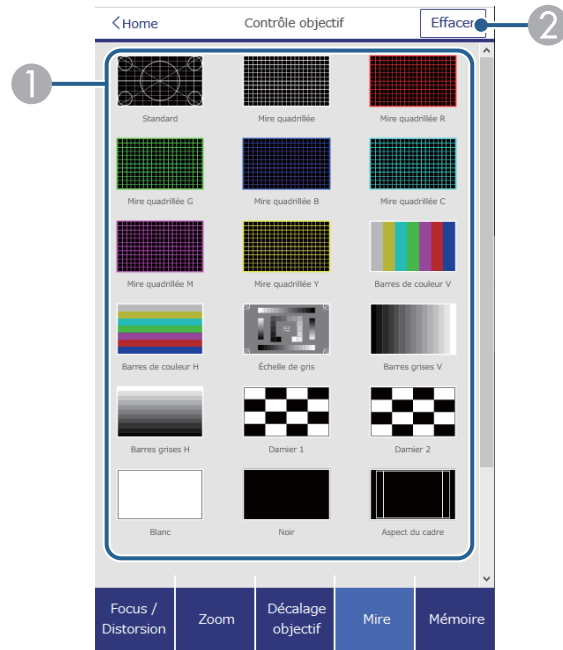 <Home
Contrôle objectif
Effacer
2
1
Standard
Mire quadrillée
Mire quadrillée R
Mire quadrillée G
Mire quadrillée B
Mire quadrillée C
Mire quadrillée M
Mire quadrillée Y
Barres de couleur V
Barres de couleur H
Échelle de gris
Barres grises V
Barres grises H
Damier 1
Damier 2
Blanc
Noir
Aspect du cadre
Focus /
Distorsion
Zoom
Décalage
objectif
Mire
Mémoire